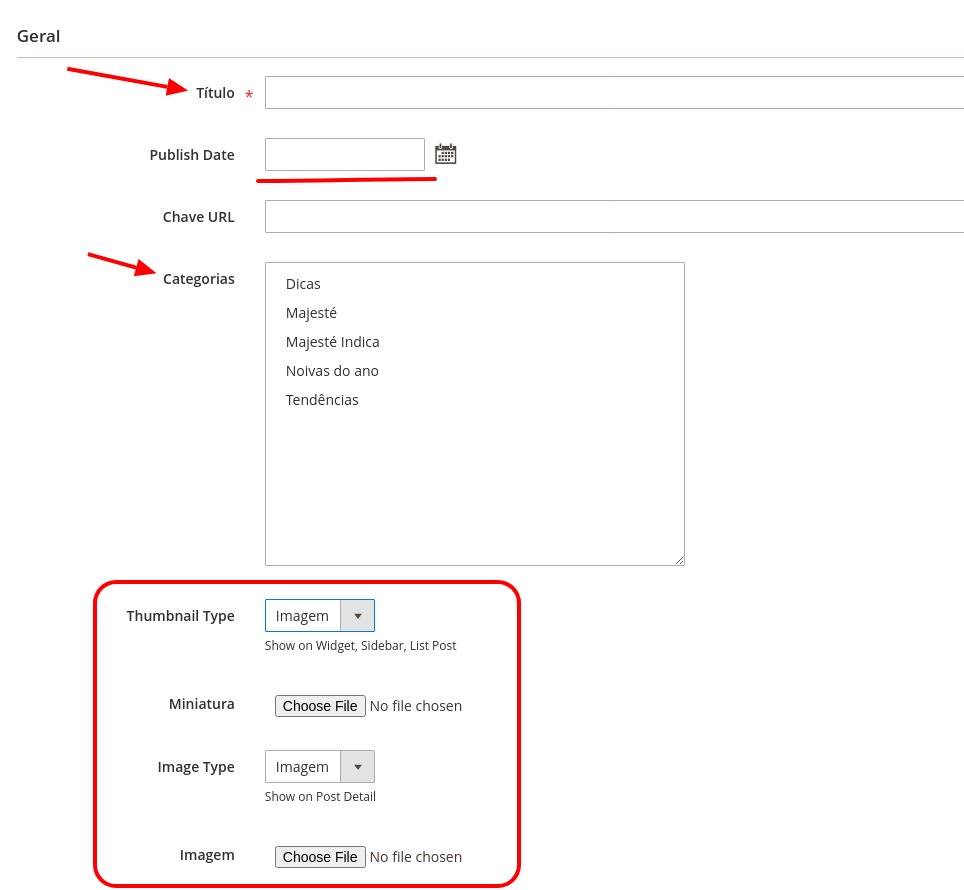 Geral
Título *
Publish Date
Chave URL
Categorias
Dicas
Majesté
Majesté Indica
Noivas do ano
Tendências
Thumbnail Type Imagem
Show on Widget, Sidebar, List Post
Miniatura Choose File No file chosen
Image Type Imagem
Show on Post Detail
Imagem Choose File No file chosen